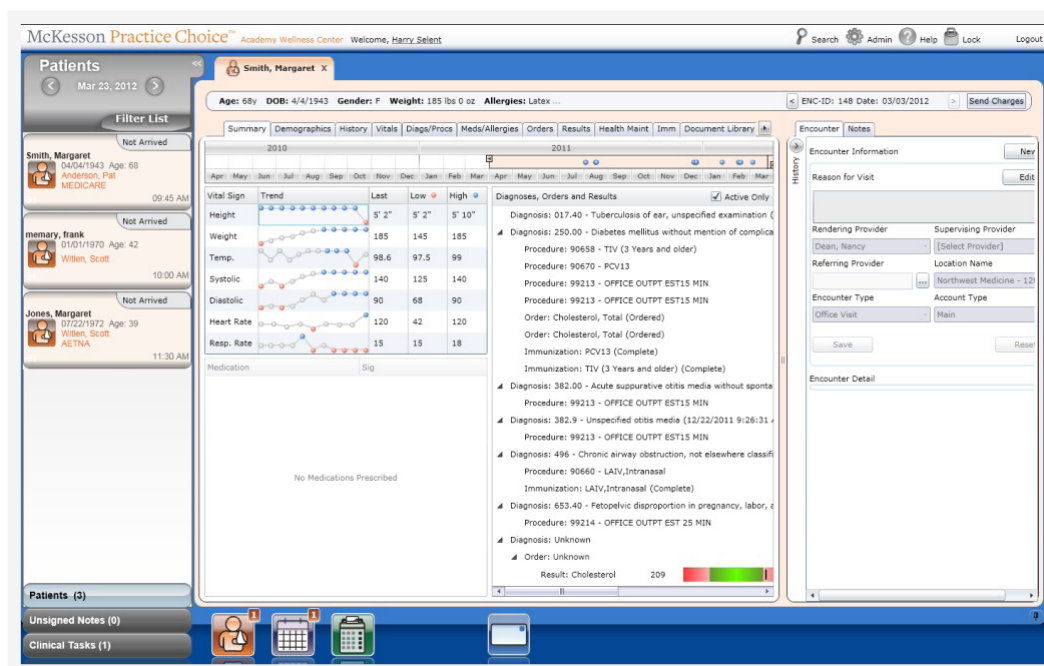 McKesson Practice Choice™ Academy Wellness Center Welcome, Harry Selent
Search Admin Help Lock Logout
Patients
Mar 23, 2012
Filter List
Not Arrived
Smith, Margaret
04/04/1943 Age: 68
Anderson, Pat
MEDICARE
09:45 AM
Not Arrived
memary, frank
01/01/1970 Age: 42
Witten, Scott
10:00 AM
Not Arrived
Jones, Margaret
07/22/1972 Age: 39
Witten, Scott
AETNA
11:30 AM
Patients (3)
Unsigned Notes (0)
Clinical Tasks (1)
Smith, Margaret X
Age: 68y DOB: 4/4/1943 Gender: F Weight: 185 lbs 0 oz Allergies: Latex ...
< ENC-ID: 148 Date: 03/03/2012 > Send Charges
Summary Demographics History Vitals Diags/Procs Meds/Allergies Orders Results Health Maint Imm Document Library
2010 2011
Apr May Jun Jul Aug Sep Oct Nov Dec Jan Feb Mar Apr May Jun Jul Aug Sep Oct Nov Dec Jan Feb Mar
Vital Sign Trend Last Low High
Height 5' 2" 5' 2" 5' 10"
Weight 185 145 185
Temp. 98.6 97.5 99
Systolic 140 125 140
Diastolic 90 68 90
Heart Rate 120 42 120
Resp. Rate 15 15 18
Medication Sig
No Medications Prescribed
Diagnoses, Orders and Results Active Only
Diagnosis: 017.40 - Tuberculosis of ear, unspecified examination (
Diagnosis: 250.00 - Diabetes mellitus without mention of complica
Procedure: 90658 - TIV (3 Years and older)
Procedure: 90670 - PCV13
Procedure: 99213 - OFFICE OUTPT EST15 MIN
Procedure: 99213 - OFFICE OUTPT EST15 MIN
Order: Cholesterol, Total (Ordered)
Order: Cholesterol, Total (Ordered)
Immunization: PCV13 (Complete)
Immunization: TIV (3 Years and older) (Complete)
Diagnosis: 382.00 - Acute suppurative otitis media without sponta
Procedure: 99213 - OFFICE OUTPT EST15 MIN
Diagnosis: 382.9 - Unspecified otitis media (12/22/2011 9:26:31
Procedure: 99213 - OFFICE OUTPT EST15 MIN
Diagnosis: 496 - Chronic airway obstruction, not elsewhere classifi
Procedure: 90660 - LAIV,Intranasal
Immunization: LAIV,Intranasal (Complete)
Diagnosis: 653.40 - Fetopelvic disproportion in pregnancy, labor, a
Procedure: 99214 - OFFICE OUTPT EST 25 MIN
Diagnosis: Unknown
Order: Unknown
Result: Cholesterol 209
Encounter Notes
History
Encounter Information New
Reason for Visit Edit
Rendering Provider Supervising Provider
Dean, Nancy [Select Provider]
Referring Provider Location Name
... Northwest Medicine - 12
Encounter Type Account Type
Office Visit Main
Save Rese
Encounter Detail
1 1